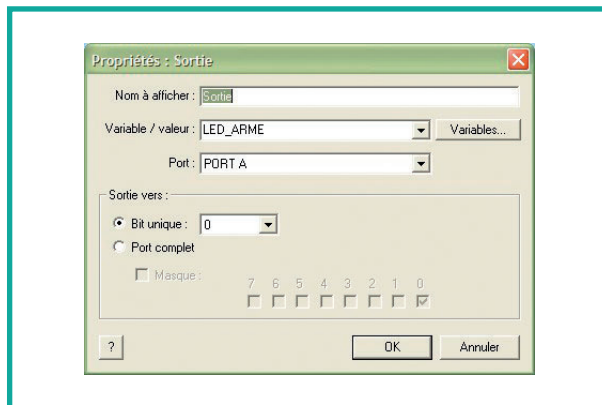 Propriétés : Sortie
Nom à afficher : Sortie
Variable / valeur : LED_ARME Variables...
Port : PORT A
Sortie vers :
Bit unique : 0
Port complet
Masque :
7 6 5 4 3 2 1 0
? OK Annuler